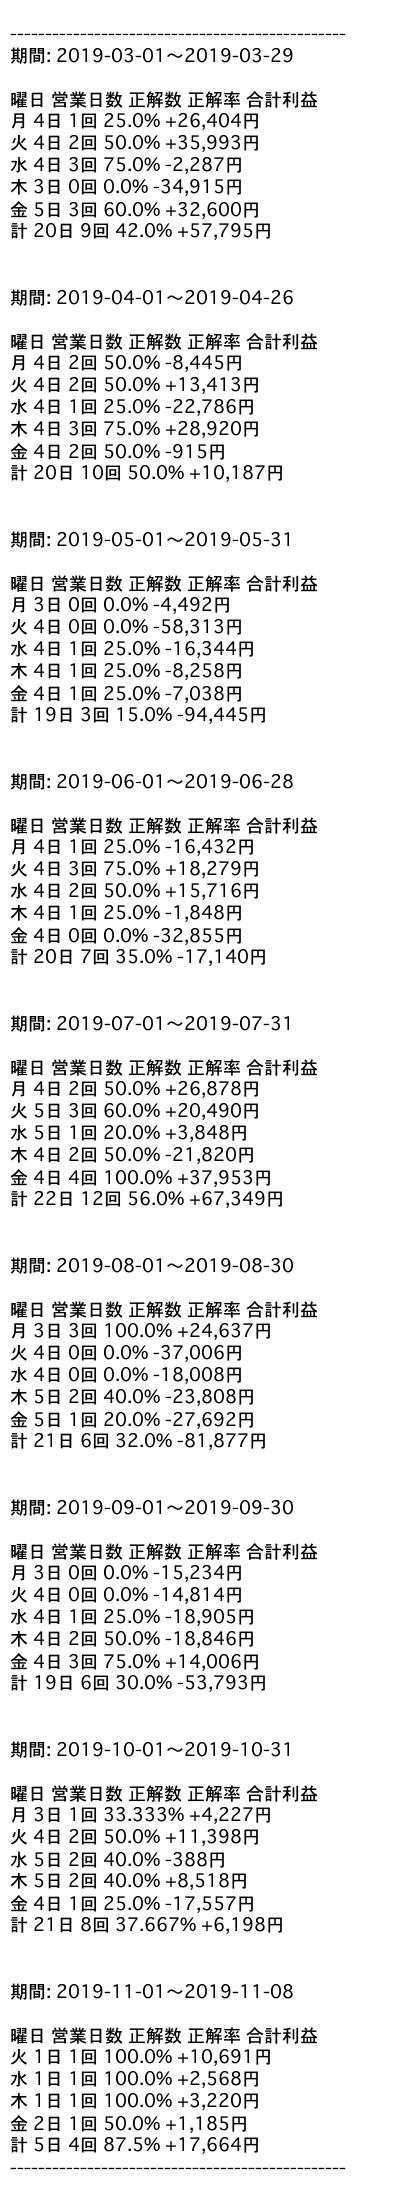 ------------------------------------------------
期間: 2019-03-01〜2019-03-29
曜日 営業日数 正解数 正解率 合計利益
月 4日 1回 25.0% +26,404円
火 4日 2回 50.0% +35,993円
水 4日 3回 75.0% -2,287円
木 3日 0回 0.0% -34,915円
金 5日 3回 60.0% +32,600円
計 20日 9回 42.0% +57,795円
期間: 2019-04-01〜2019-04-26
曜日 営業日数 正解数 正解率 合計利益
月 4日 2回 50.0% -8,445円
火 4日 2回 50.0% +13,413円
水 4日 1回 25.0% -22,786円
木 4日 3回 75.0% +28,920円
金 4日 2回 50.0% -915円
計 20日 10回 50.0% +10,187円
期間: 2019-05-01〜2019-05-31
曜日 営業日数 正解数 正解率 合計利益
月 3日 0回 0.0% -4,492円
火 4日 0回 0.0% -58,313円
水 4日 1回 25.0% -16,344円
木 4日 1回 25.0% -8,258円
金 4日 1回 25.0% -7,038円
計 19日 3回 15.0% -94,445円
期間: 2019-06-01〜2019-06-28
曜日 営業日数 正解数 正解率 合計利益
月 4日 1回 25.0% -16,432円
火 4日 3回 75.0% +18,279円
水 4日 2回 50.0% +15,716円
木 4日 1回 25.0% -1,848円
金 4日 0回 0.0% -32,855円
計 20日 7回 35.0% -17,140円
期間: 2019-07-01〜2019-07-31
曜日 営業日数 正解数 正解率 合計利益
月 4日 2回 50.0% +26,878円
火 5日 3回 60.0% +20,490円
水 5日 1回 20.0% +3,848円
木 4日 2回 50.0% -21,820円
金 4日 4回 100.0% +37,953円
計 22日 12回 56.0% +67,349円
期間: 2019-08-01〜2019-08-30
曜日 営業日数 正解数 正解率 合計利益
月 3日 3回 100.0% +24,637円
火 4日 0回 0.0% -37,006円
水 4日 0回 0.0% -18,008円
木 5日 2回 40.0% -23,808円
金 5日 1回 20.0% -27,692円
計 21日 6回 32.0% -81,877円
期間: 2019-09-01〜2019-09-30
曜日 営業日数 正解数 正解率 合計利益
月 3日 0回 0.0% -15,234円
火 4日 0回 0.0% -14,814円
水 4日 1回 25.0% -18,905円
木 4日 2回 50.0% -18,846円
金 4日 3回 75.0% +14,006円
計 19日 6回 30.0% -53,793円
期間: 2019-10-01〜2019-10-31
曜日 営業日数 正解数 正解率 合計利益
月 3日 1回 33.333% +4,227円
火 4日 2回 50.0% +11,398円
水 5日 2回 40.0% -388円
木 5日 2回 40.0% +8,518円
金 4日 1回 25.0% -17,557円
計 21日 8回 37.667% +6,198円
期間: 2019-11-01〜2019-11-08
曜日 営業日数 正解数 正解率 合計利益
火 1日 1回 100.0% +10,691円
水 1日 1回 100.0% +2,568円
木 1日 1回 100.0% +3,220円
金 2日 1回 50.0% +1,185円
計 5日 4回 87.5% +17,664円
------------------------------------------------